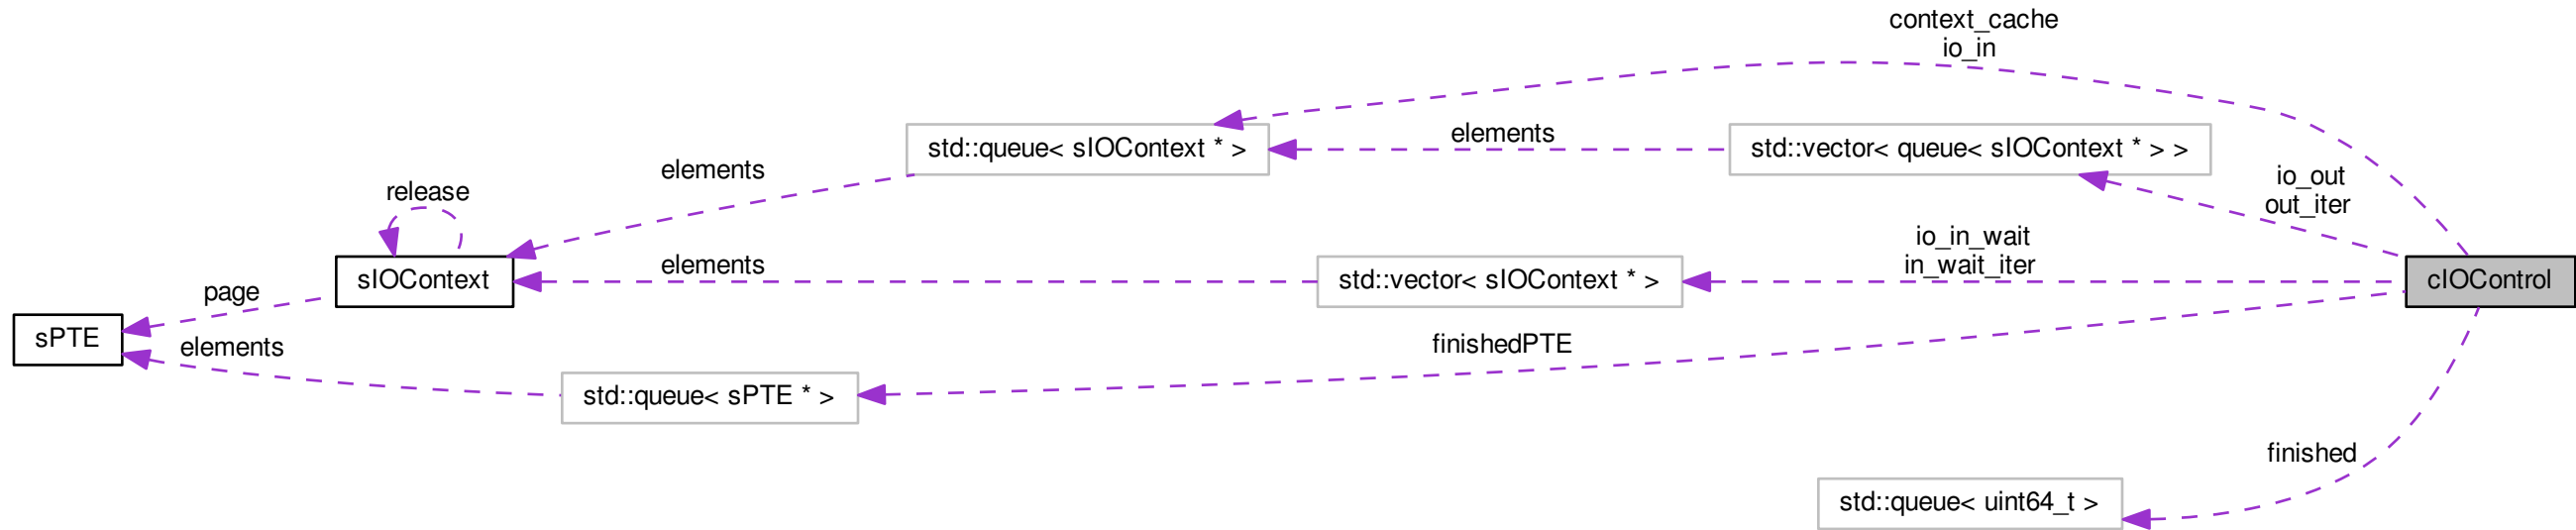 context_cache
io_in
elements
std::queue< sIOContext * >
std::vector< queue< sIOContext * > >
elements
release
io_out
out_iter
io_in_wait
in_wait_iter
elements
sIOContext
std::vector< sIOContext * >
cIOControl
page
sPTE
elements
finishedPTE
std::queue< sPTE * >
finished
std::queue< uint64_t >